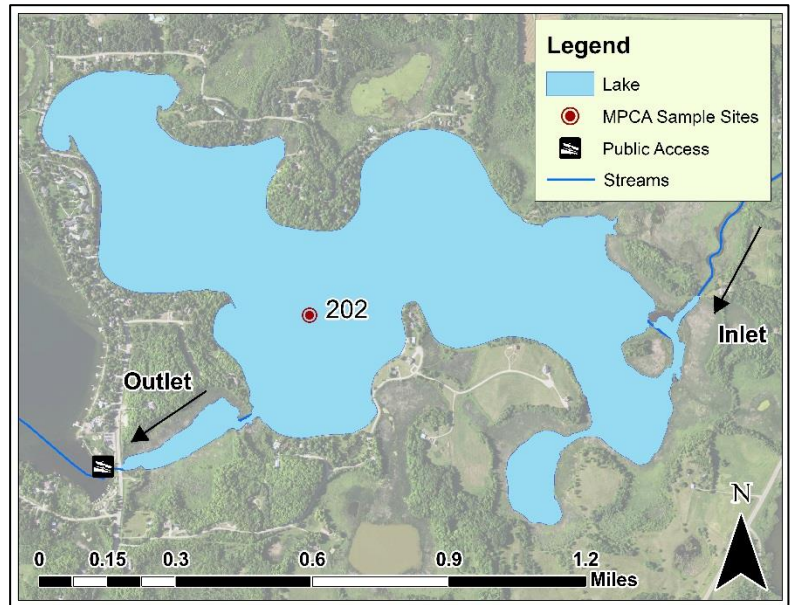 Legend
Lake
MPCA Sample Sites
Public Access
Streams
202
Inlet
Outlet
N
0 0.15 0.3 0.6 0.9 1.2
Miles